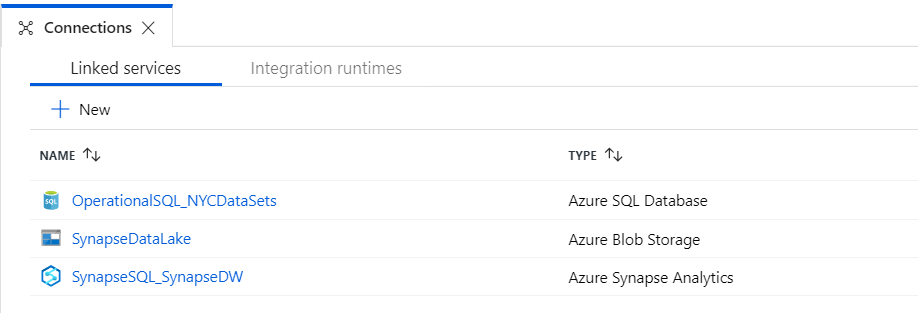 Connections
Linked services Integration runtimes
New
NAME TYPE
SQL OperationalSQL_NYCDataSets Azure SQL Database
SynapseDataLake Azure Blob Storage
SynapseSQL_SynapseDW Azure Synapse Analytics